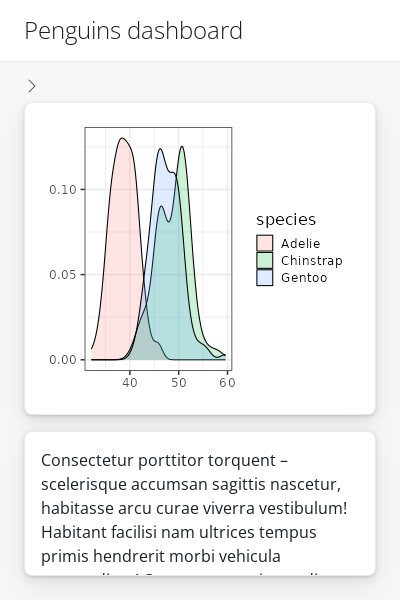 Penguins dashboard
0.10
0.05
0.00
40 50 60
species
Adelie
Chinstrap
Gentoo
Consectetur porttitor torquent –
scelerisque accumsan sagittis nascetur,
habitasse arcu curae viverra vestibulum!
Habitant facilisi nam ultrices tempus
primis hendrerit morbi vehicula